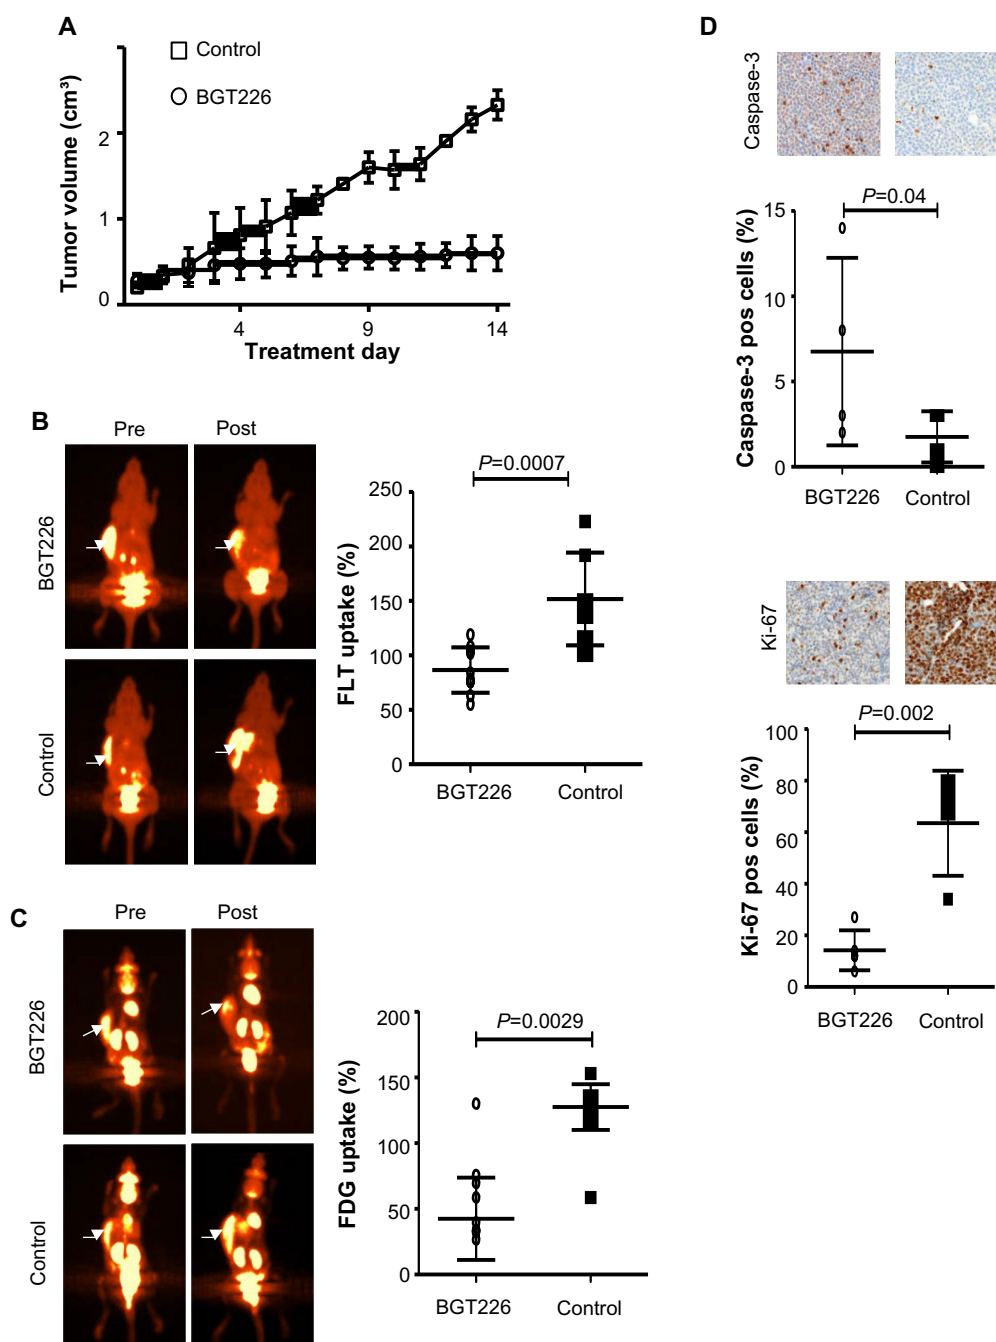 A
Control
BGT226
Tumor volume (cm³)
2
1
0
4
9
14
Treatment day
B
Pre
Post
BGT226
Control
P=0.0007
FLT uptake (%)
250
200
150
100
50
0
BGT226
Control
C
Pre
Post
BGT226
Control
P=0.0029
FDG uptake (%)
200
150
100
50
0
BGT226
Control
D
Caspase-3
P=0.04
Caspase-3 pos cells (%)
15
10
5
0
BGT226
Control
Ki-67
P=0.002
Ki-67 pos cells (%)
100
80
60
40
20
0
BGT226
Control